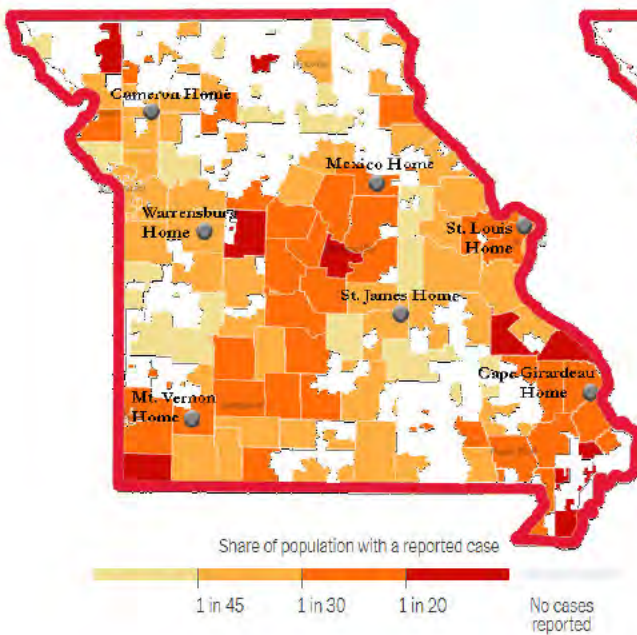 Cameron Home
Mexico Home
Warrensburg
Home
St. Louis
Home
St. James Home
Cape Girardeau
Home
Mt. Vernon
Home
Share of population with a reported case
1 in 45
1 in 30
1 in 20
No cases
reported